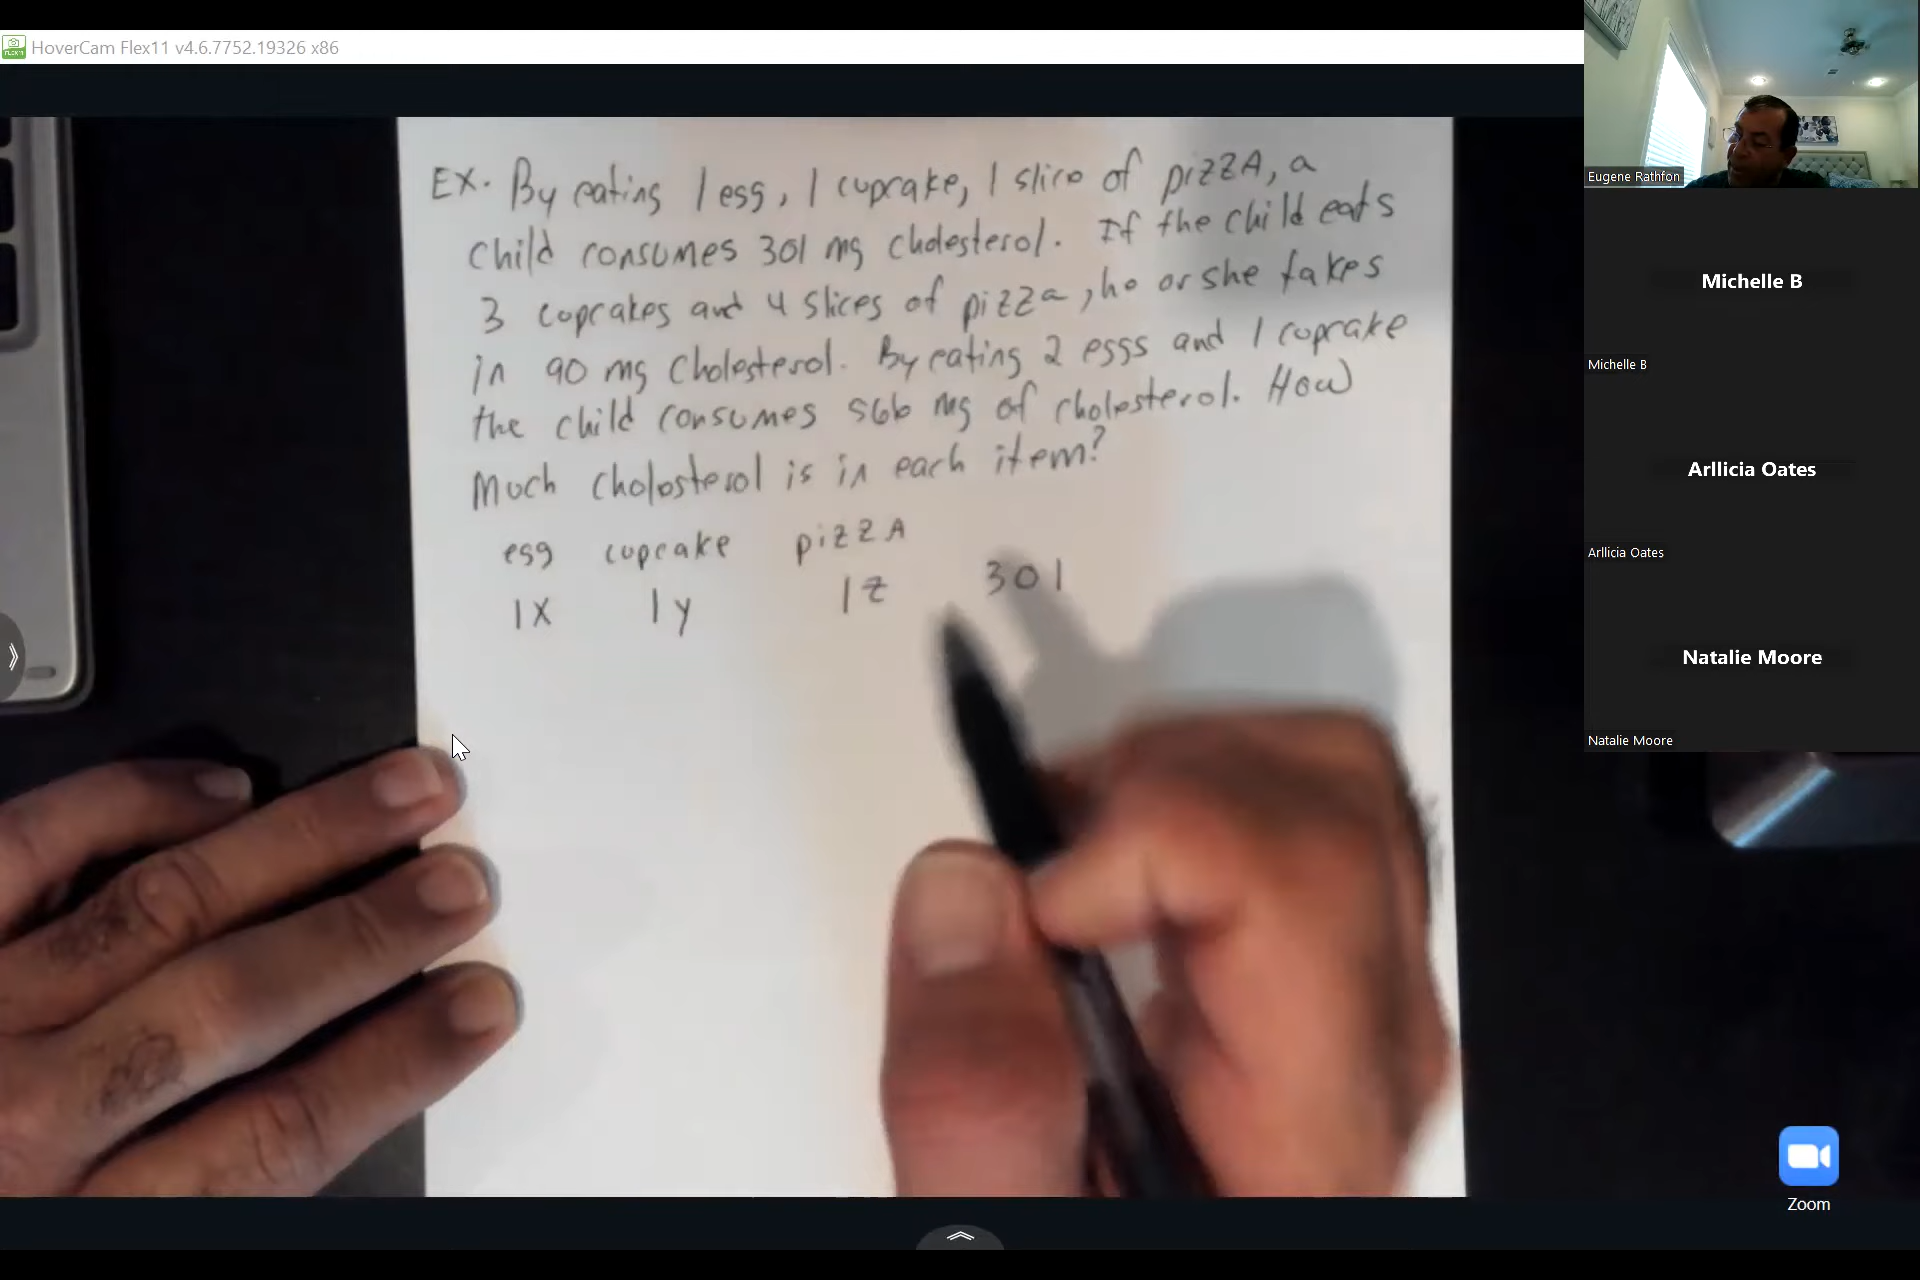 HoverCam Flex11 v4.6.7752.19326 x86
EX. By eating 1 egg, 1 cupcake, 1 slice of pizzA, a
child consumes 301 mg cholesterol. If the child eats
3 cupcakes and 4 slices of pizza, he or she takes
in 90 mg cholesterol. By eating 2 eggs and 1 cupcake
the child consumes 566 mg of cholesterol. How
Much cholesterol is in each item?
egg cupcake pizzA
1x 1y 1z 301
Eugene Rathfon
Michelle B
Michelle B
Arllicia Oates
Arllicia Oates
Natalie Moore
Natalie Moore
Zoom